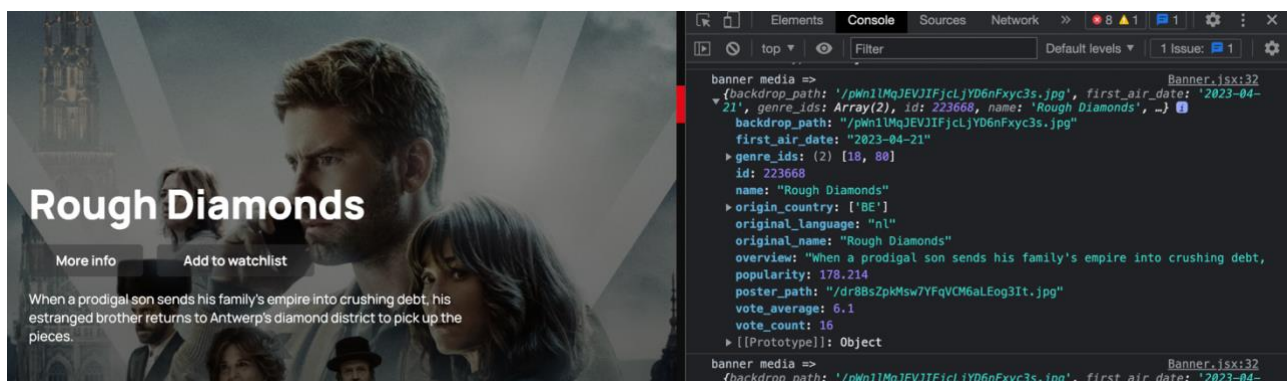 Rough Diamonds
More info Add to watchlist
When a prodigal son sends his family's empire into crushing debt, his
estranged brother returns to Antwerp's diamond district to pick up the
pieces.
Elements Console Sources Network » 8 1 1
top ▼ Filter Default levels ▼ 1 Issue: 1
banner media => Banner.jsx:32
{backdrop_path: '/pWn1lMqJEVJIFjcLjYD6nFxyc3s.jpg', first_air_date: '2023-04-
21', genre_ids: Array(2), id: 223668, name: 'Rough Diamonds', …}
backdrop_path: "/pWn1lMqJEVJIFjcLjYD6nFxyc3s.jpg"
first_air_date: "2023-04-21"
genre_ids: (2) [18, 80]
id: 223668
name: "Rough Diamonds"
origin_country: ['BE']
original_language: "nl"
original_name: "Rough Diamonds"
overview: "When a prodigal son sends his family's empire into crushing debt,
popularity: 178.214
poster_path: "/dr8BsZpkMsw7YFqVCM6aLEog3It.jpg"
vote_average: 6.1
vote_count: 16
[[Prototype]]: Object
banner media => Banner.jsx:32
{backdrop_path: '/pWn1lMqJEVJIFjcLjYD6nFxyc3s.jpg', first_air_date: '2023-04-